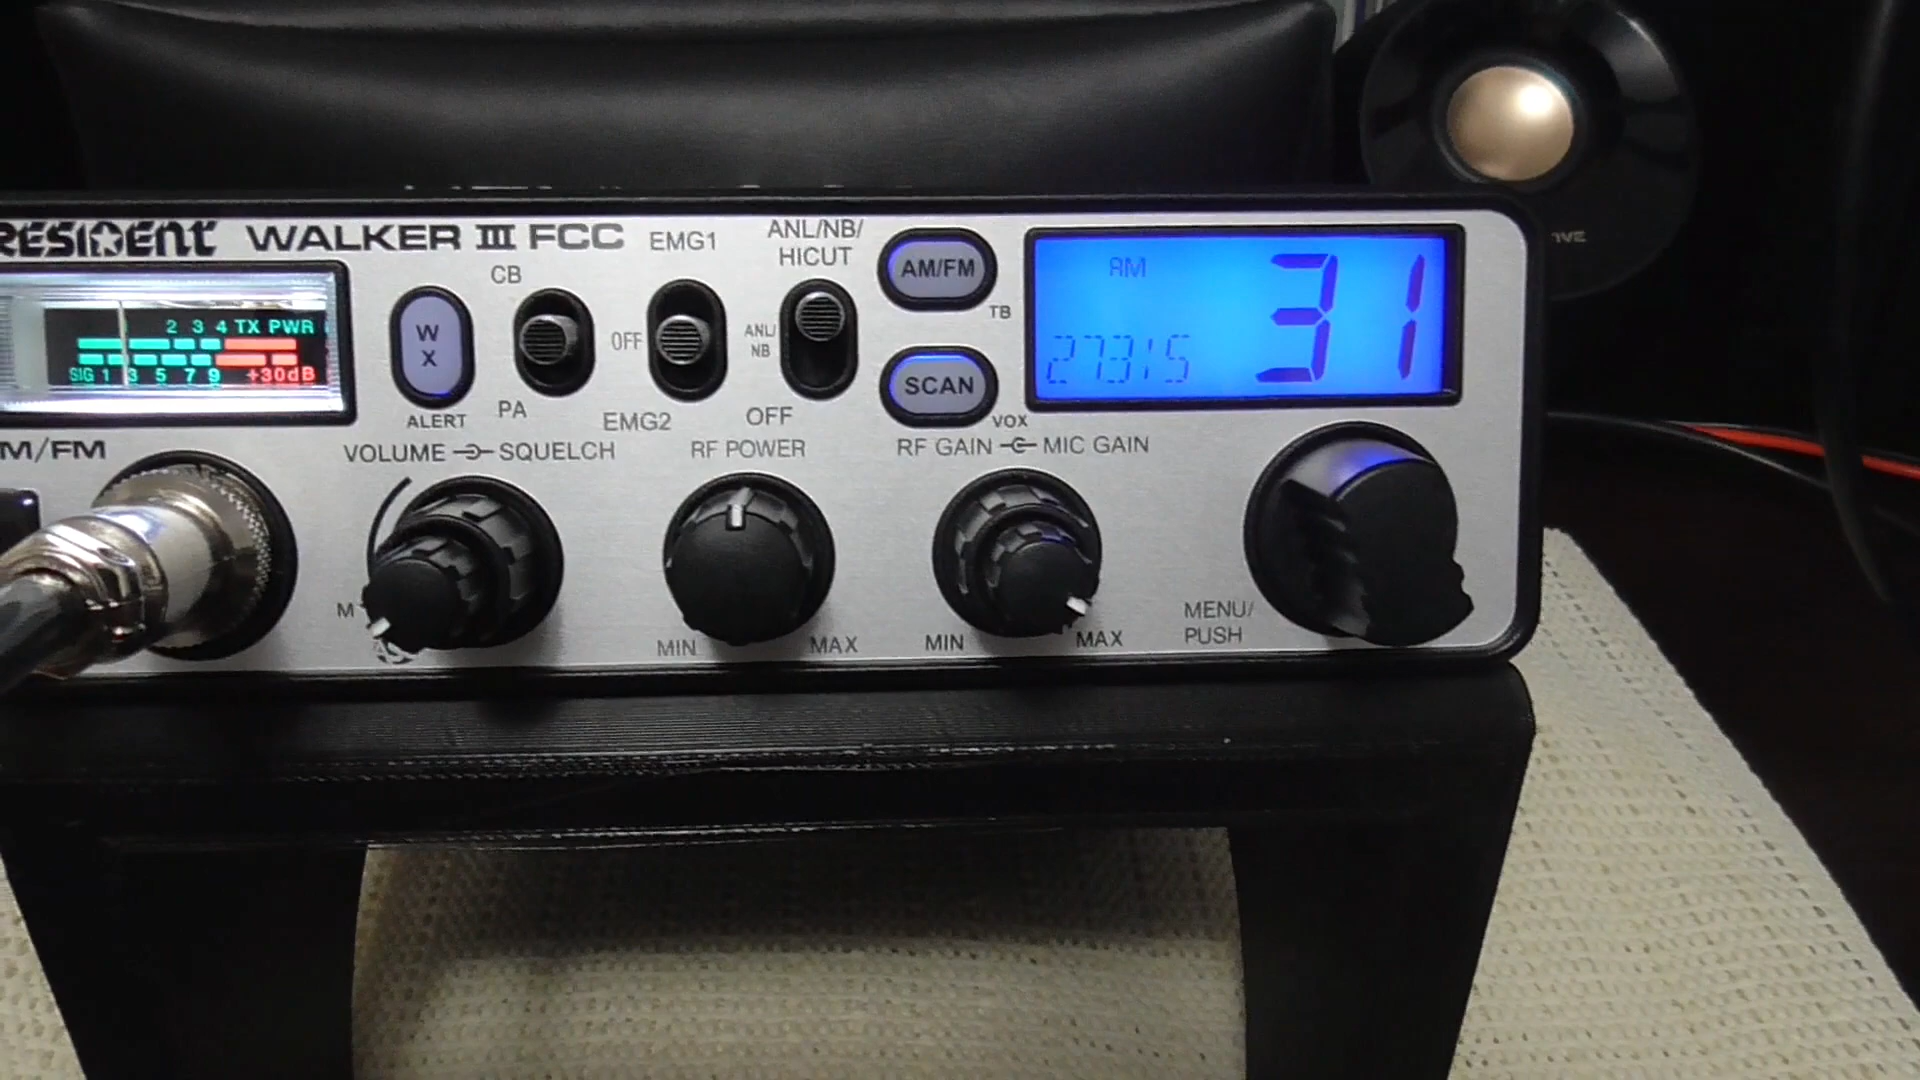 RESIDENT WALKER III FCC
EMG1
ANL/NB/
HICUT
CB
AM/FM
TB
2 3 4 TX PWR
SIG 1 3 5 7 9 +30dB
W
X
ALERT
PA
OFF
EMG2
ANL/
NB
OFF
SCAN
VOX
AM
31
27315
M/FM
VOLUME SQUELCH
RF POWER
RF GAIN MIC GAIN
M
MIN
MAX
MIN
MAX
MENU/
PUSH